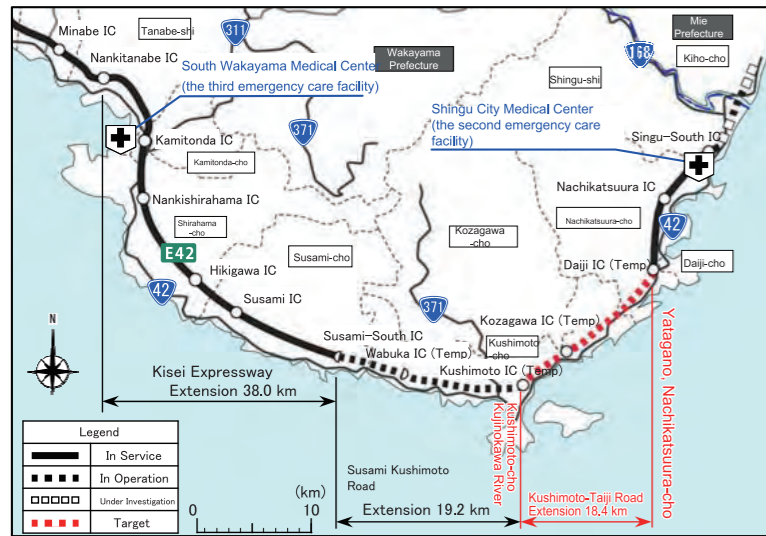 Minabe IC
Tanabe-shi
Nankitanabe IC
311
South Wakayama Medical Center
(the third emergency care facility)
Wakayama
Prefecture
Mie
Prefecture
168
Kiho-cho
Shingu-shi
371
Shingu City Medical Center
(the second emergency care
facility)
Singu-South IC
Kamitonda IC
Kamitonda-cho
Nankishirahama IC
Nachikatsuura IC
Shirahama
-cho
Kozagawa
-cho
Nachikatsuura-cho
42
E42
Susami-cho
Daiji IC (Temp)
Daiji-cho
Hikigawa IC
42
Susami IC
371
Kozagawa IC (Temp)
Susami-South IC
Kushimoto
-cho
Wabuka IC (Temp)
Kushimoto IC (Temp)
Yatagano, Nachikatsuura-cho
N
Kisei Expressway
Extension 38.0 km
Kushimoto-cho
Kujinokawa River
Legend
In Service
In Operation
Under Investigation
Target
(km)
0
10
Susami Kushimoto
Road
Extension 19.2 km
Kushimoto-Taiji Road
Extension 18.4 km